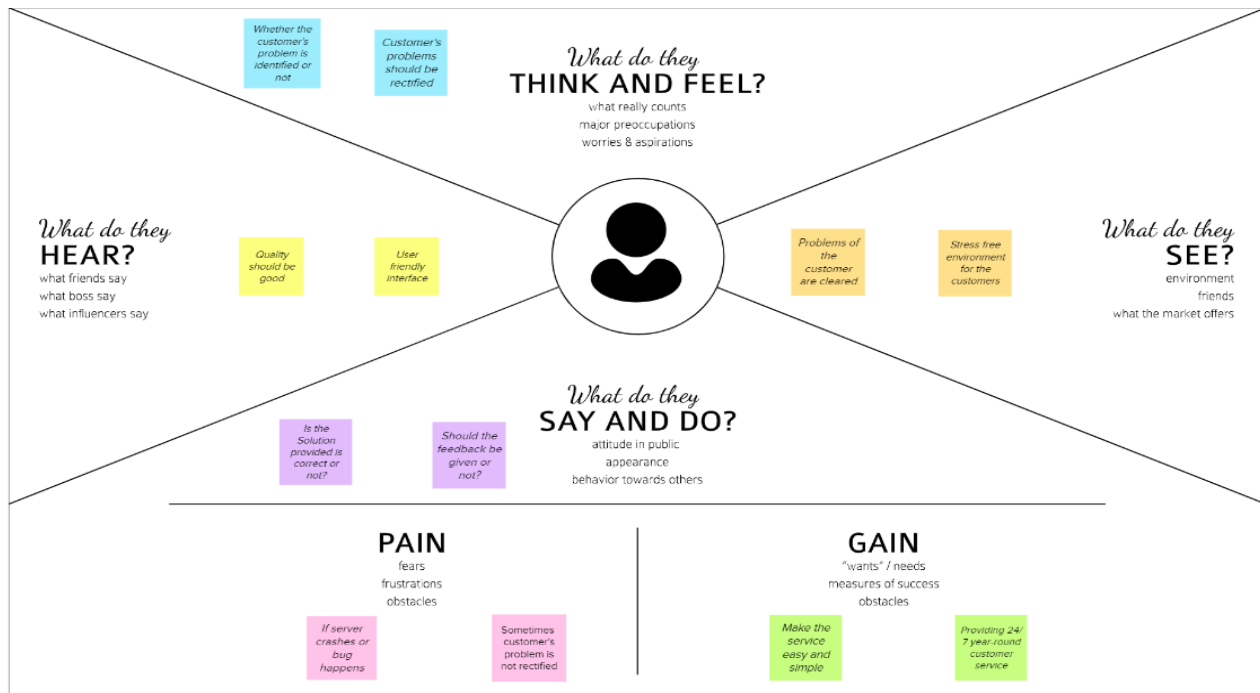 Whether the
customer's
problem is
identified or
not
Customer's
problems
should be
rectified
What do they
THINK AND FEEL?
what really counts
major preoccupations
worries & aspirations
What do they
HEAR?
what friends say
what boss say
what influencers say
Quality
should be
good
User
friendly
interface
Problems of
the
customer
are cleared
Stress free
environment
for the
customers
What do they
SEE?
environment
friends
what the market offers
What do they
SAY AND DO?
attitude in public
appearance
behavior towards others
Is the
Solution
provided is
correct or
not?
Should the
feedback be
given or
not?
PAIN
fears
frustrations
obstacles
If server
crashes or
bug
happens
Sometimes
customer's
problem is
not rectified
GAIN
"wants" / needs
measures of success
obstacles
Make the
service
easy and
simple
Providing 24/
7 year-round
customer
service